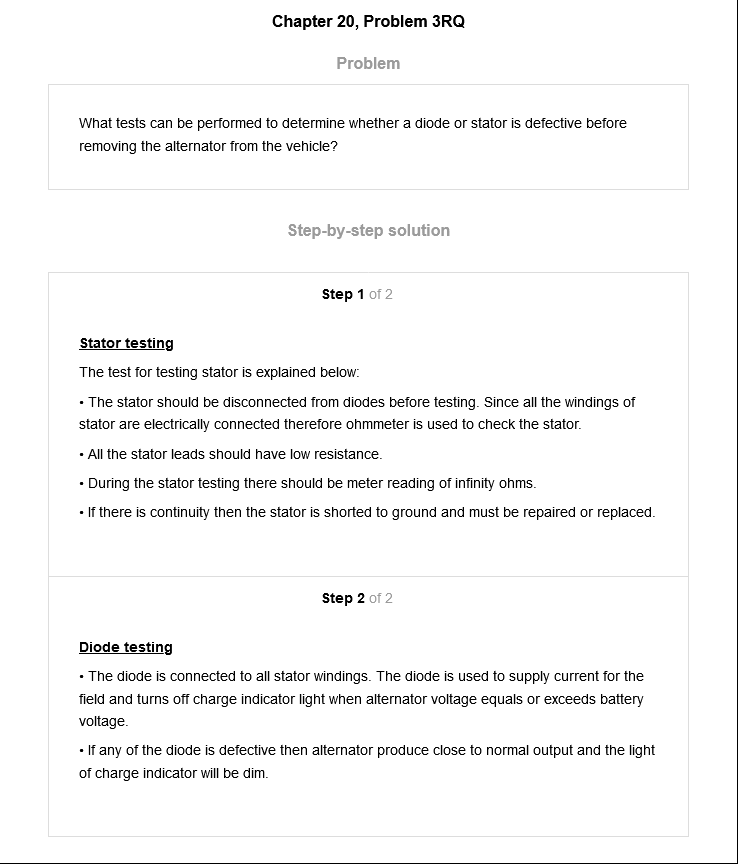 Chapter 20, Problem 3RQ
Problem
What tests can be performed to determine whether a diode or stator is defective before
removing the alternator from the vehicle?
Step-by-step solution
Step 1 of 2
Stator testing
The test for testing stator is explained below:
• The stator should be disconnected from diodes before testing. Since all the windings of
stator are electrically connected therefore ohmmeter is used to check the stator.
• All the stator leads should have low resistance.
• During the stator testing there should be meter reading of infinity ohms.
• If there is continuity then the stator is shorted to ground and must be repaired or replaced.
Step 2 of 2
Diode testing
• The diode is connected to all stator windings. The diode is used to supply current for the
field and turns off charge indicator light when alternator voltage equals or exceeds battery
voltage.
• If any of the diode is defective then alternator produce close to normal output and the light
of charge indicator will be dim.